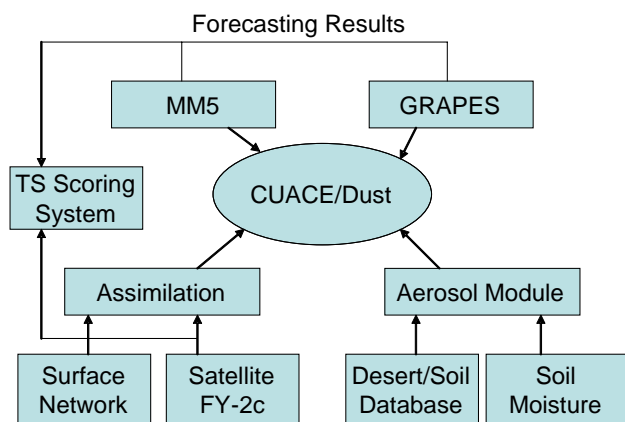 Forecasting Results
MM5
GRAPES
TS Scoring
System
CUACE/Dust
Assimilation
Aerosol Module
Surface
Network
Satellite
FY-2c
Desert/Soil
Database
Soil
Moisture